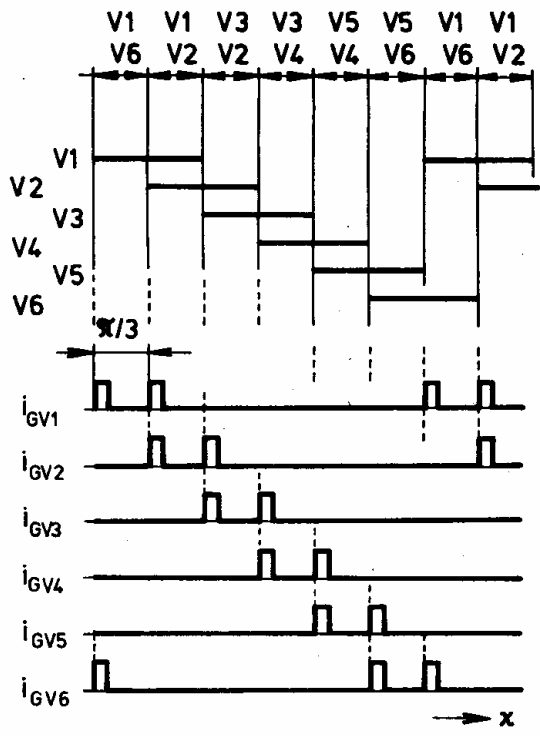 V1 V1 V3 V3 V5 V5 V1 V1
V6 V2 V2 V4 V4 V6 V6 V2
V1
V2
V3
V4
V5
V6
π/3
iGV1
iGV2
iGV3
iGV4
iGV5
iGV6
x